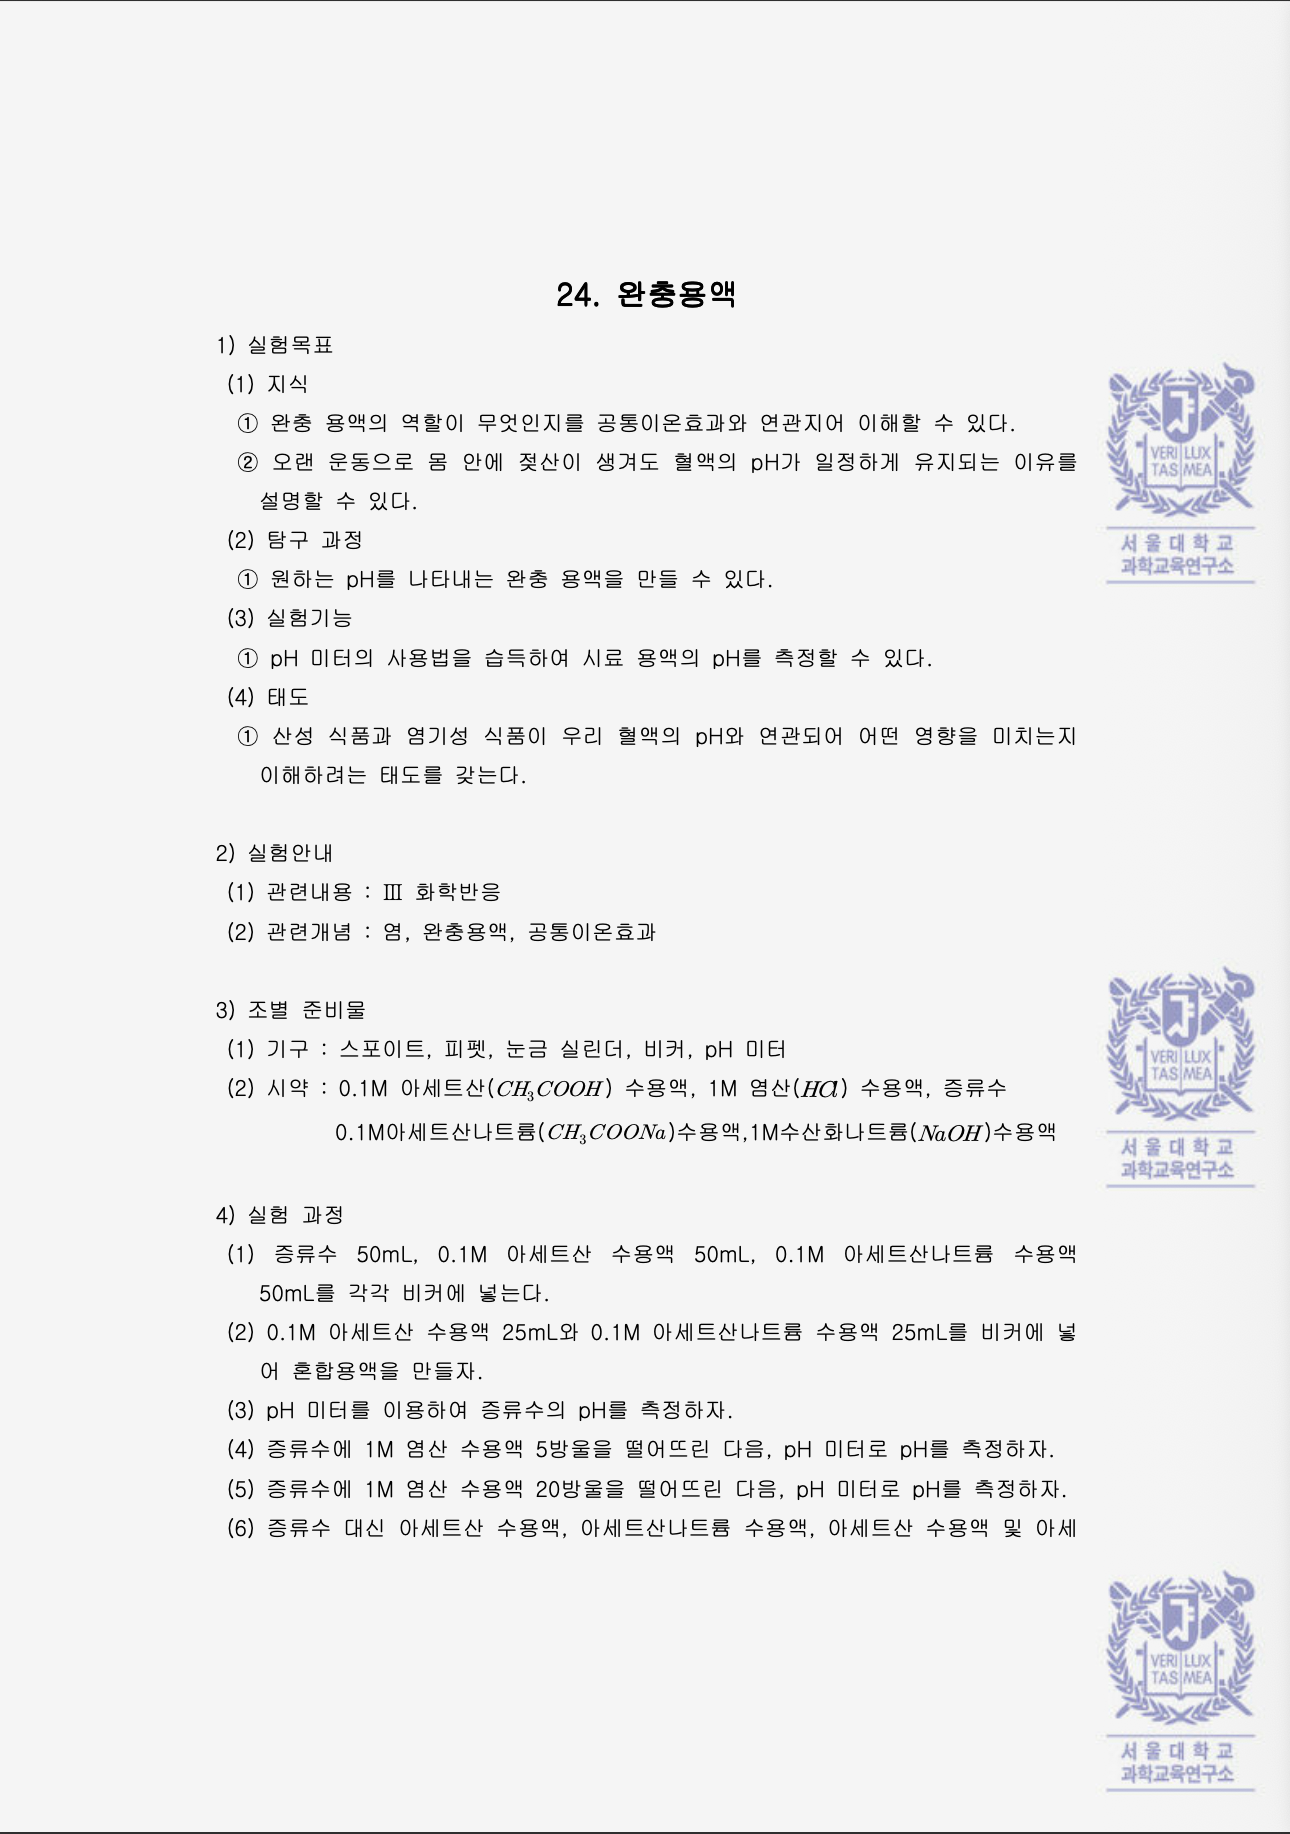 24. 완충용액
1) 실험목표
(1) 지식
① 완충 용액의 역할이 무엇인지를 공통이온효과와 연관지어 이해할 수 있다.
② 오랜 운동으로 몸 안에 젖산이 생겨도 혈액의 pH가 일정하게 유지되는 이유를
설명할 수 있다.
(2) 탐구 과정
① 원하는 pH를 나타내는 완충 용액을 만들 수 있다.
(3) 실험기능
① pH 미터의 사용법을 습득하여 시료 용액의 pH를 측정할 수 있다.
(4) 태도
① 산성 식품과 염기성 식품이 우리 혈액의 pH와 연관되어 어떤 영향을 미치는지
이해하려는 태도를 갖는다.
2) 실험안내
(1) 관련내용 : Ⅲ 화학반응
(2) 관련개념 : 염, 완충용액, 공통이온효과
3) 조별 준비물
(1) 기구 : 스포이트, 피펫, 눈금 실린더, 비커, pH 미터
(2) 시약 : 0.1M 아세트산(CH₃COOH) 수용액, 1M 염산(HCl) 수용액, 증류수
0.1M아세트산나트륨(CH₃COONa)수용액,1M수산화나트륨(NaOH)수용액
4) 실험 과정
(1) 증류수 50mL, 0.1M 아세트산 수용액 50mL, 0.1M 아세트산나트륨 수용액
50mL를 각각 비커에 넣는다.
(2) 0.1M 아세트산 수용액 25mL와 0.1M 아세트산나트륨 수용액 25mL를 비커에 넣
어 혼합용액을 만들자.
(3) pH 미터를 이용하여 증류수의 pH를 측정하자.
(4) 증류수에 1M 염산 수용액 5방울을 떨어뜨린 다음, pH 미터로 pH를 측정하자.
(5) 증류수에 1M 염산 수용액 20방울을 떨어뜨린 다음, pH 미터로 pH를 측정하자.
(6) 증류수 대신 아세트산 수용액, 아세트산나트륨 수용액, 아세트산 수용액 및 아세
VERI LUX
TAS MEA
서울대학교
과학교육연구소
VERI LUX
TAS MEA
서울대학교
과학교육연구소
VERI LUX
TAS MEA
서울대학교
과학교육연구소